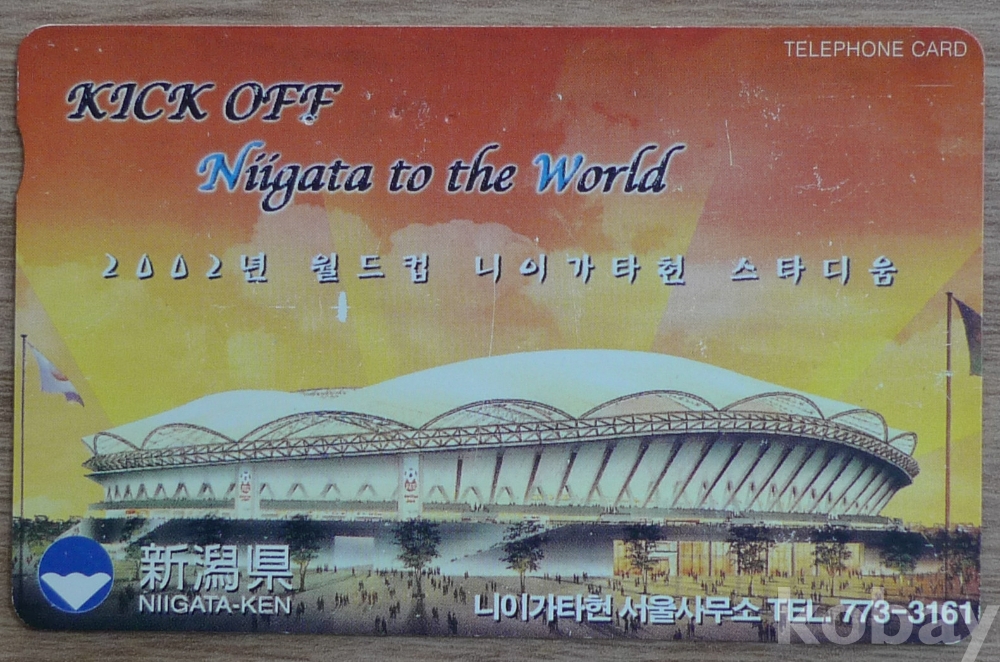 TELEPHONE CARD
KICK OFF
Niigata to the World
2002년 월드컵 니이가타현 스타디움
新潟県
NIIGATA-KEN
니이가타현 서울사무소 TEL. 773-3161
kobay